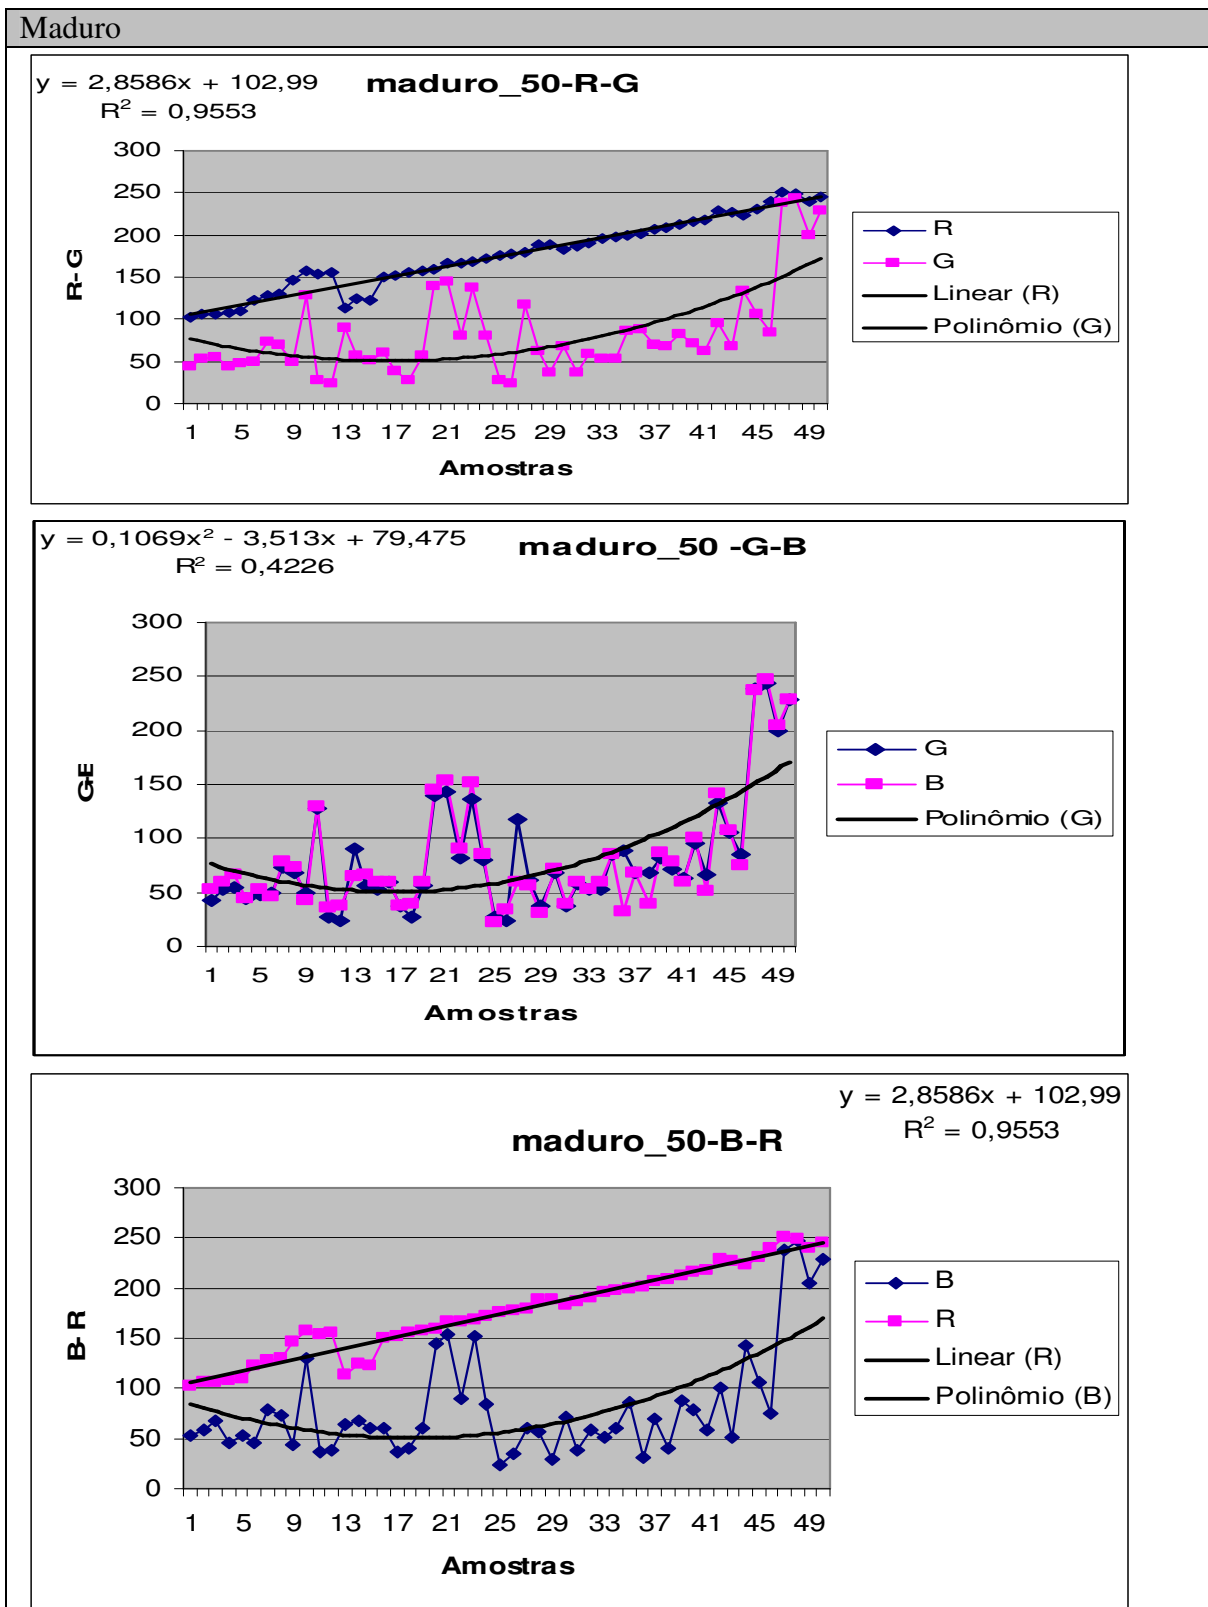 Maduro
y = 2,8586x + 102,99
R² = 0,9553
maduro_50-R-G
300
250
200
150
100
50
0
R-G
1 5 9 13 17 21 25 29 33 37 41 45 49
Amostras
R
G
Linear (R)
Polinômio (G)
y = 0,1069x² - 3,513x + 79,475
R² = 0,4226
maduro_50 -G-B
300
250
200
150
100
50
0
G-B
1 5 9 13 17 21 25 29 33 37 41 45 49
Amostras
G
B
Polinômio (G)
y = 2,8586x + 102,99
R² = 0,9553
maduro_50-B-R
300
250
200
150
100
50
0
B-R
1 5 9 13 17 21 25 29 33 37 41 45 49
Amostras
B
R
Linear (R)
Polinômio (B)